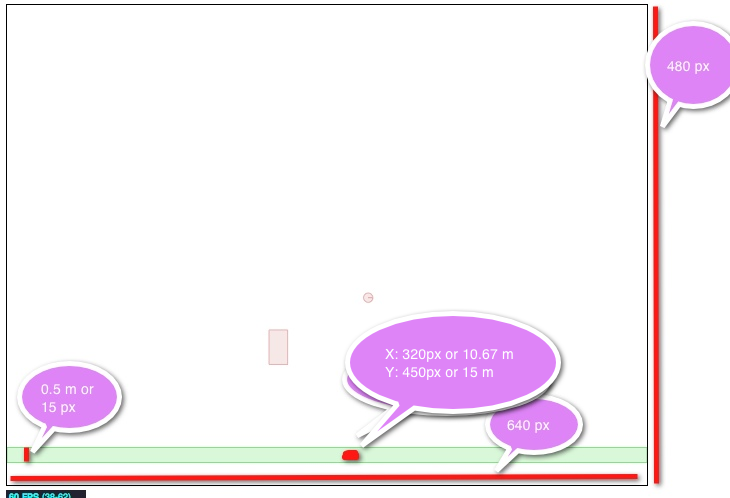 480 px
X: 320px or 10.67 m
Y: 450px or 15 m
0.5 m or
15 px
640 px
60 FPS (38-62)